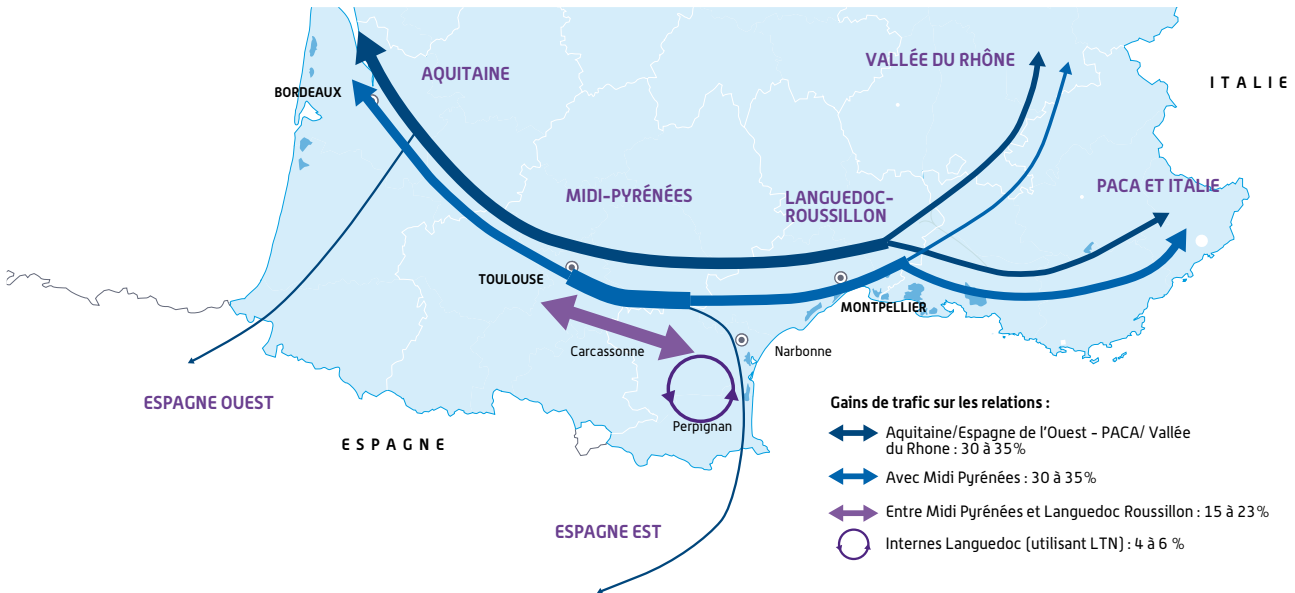 VALLÉE DU RHÔNE
AQUITAINE
ITALIE
BORDEAUX
PACA ET ITALIE
MIDI-PYRÉNÉES
LANGUEDOC-
ROUSSILLON
TOULOUSE
MONTPELLIER
Carcassonne
Narbonne
ESPAGNE OUEST
Perpignan
ESPAGNE
ESPAGNE EST
Gains de trafic sur les relations :
Aquitaine/Espagne de l'Ouest - PACA/ Vallée
du Rhone : 30 à 35%
Avec Midi Pyrénées : 30 à 35%
Entre Midi Pyrénées et Languedoc Roussillon : 15 à 23%
Internes Languedoc (utilisant LTN) : 4 à 6 %